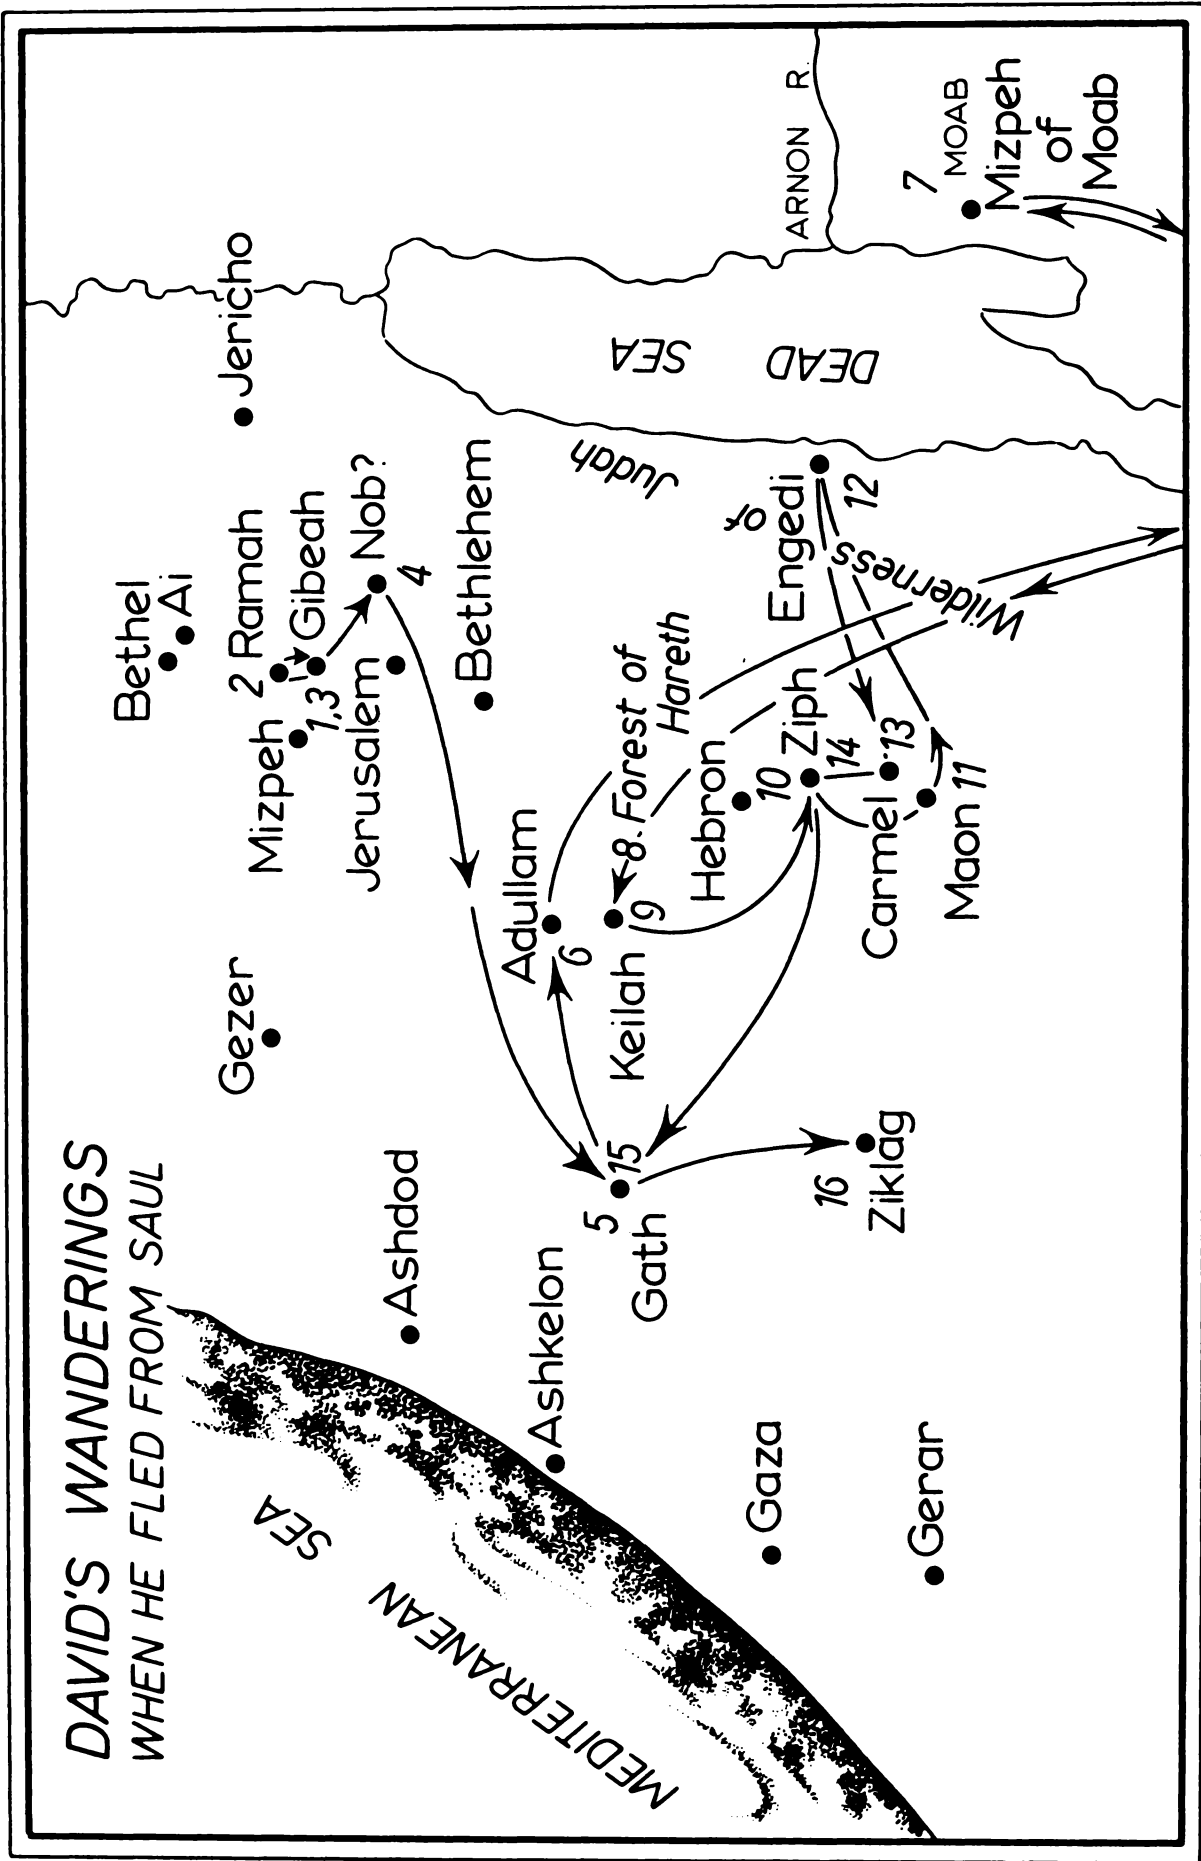 DAVID'S WANDERINGS
WHEN HE FLED FROM SAUL
MEDITERRANEAN
SEA
Bethel
Ai
2 Ramah
Gibeah
1,3
Mizpeh
Jericho
Nob?
4
Jerusalem
Gezer
Bethlehem
Ashdod
Adullam
6
Ashkelon
5
15
Gath
Keilah
9
8
Forest of
Hareth
Hebron
10
Ziph
14
Carmel
13
Maon 11
Engedi
12
Wilderness
of
Judah
DEAD
SEA
ARNON R.
7
MOAB
Mizpeh
of
Moab
16
Ziklag
Gaza
Gerar